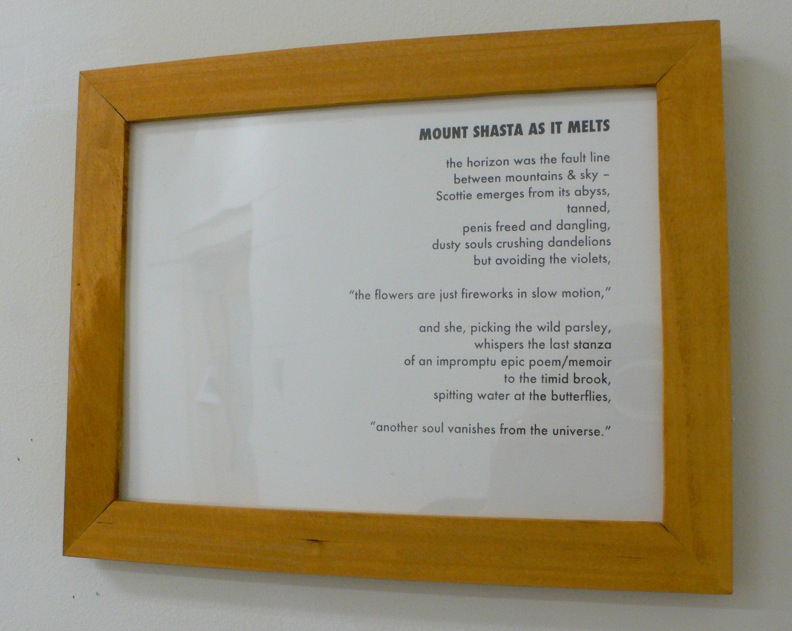 MOUNT SHASTA AS IT MELTS
the horizon was the fault line
between mountains & sky –
Scottie emerges from its abyss,
tanned,
penis freed and dangling,
dusty souls crushing dandelions
but avoiding the violets,
"the flowers are just fireworks in slow motion,"
and she, picking the wild parsley,
whispers the last stanza
of an impromptu epic poem/memoir
to the timid brook,
spitting water at the butterflies,
"another soul vanishes from the universe."